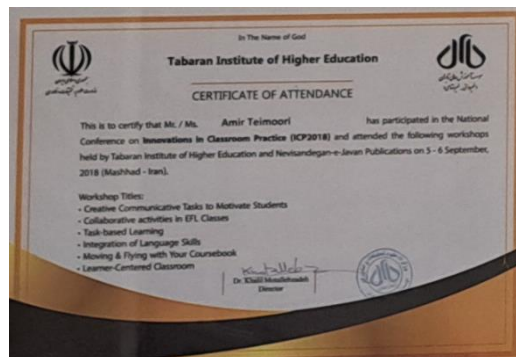 In The Name of God
Tabaran Institute of Higher Education
CERTIFICATE OF ATTENDANCE
This is to certify that Mr. / Ms. Amir Teimoori has participated in the National
Conference on Innovations in Classroom Practice (ICP2018) and attended the following workshops
held by Tabaran Institute of Higher Education and Nevisandegan-e-Javan Publications on 5 - 6 September,
2018 (Mashhad - Iran).
Workshop Titles:
- Creative Communicative Tasks to Motivate Students
- Collaborative activities in EFL Classes
- Task-based Learning
- Integration of Language Skills
- Moving & Flying with Your Coursebook
- Learner-Centered Classroom
Dr. Khalil Motallebzadeh
Director